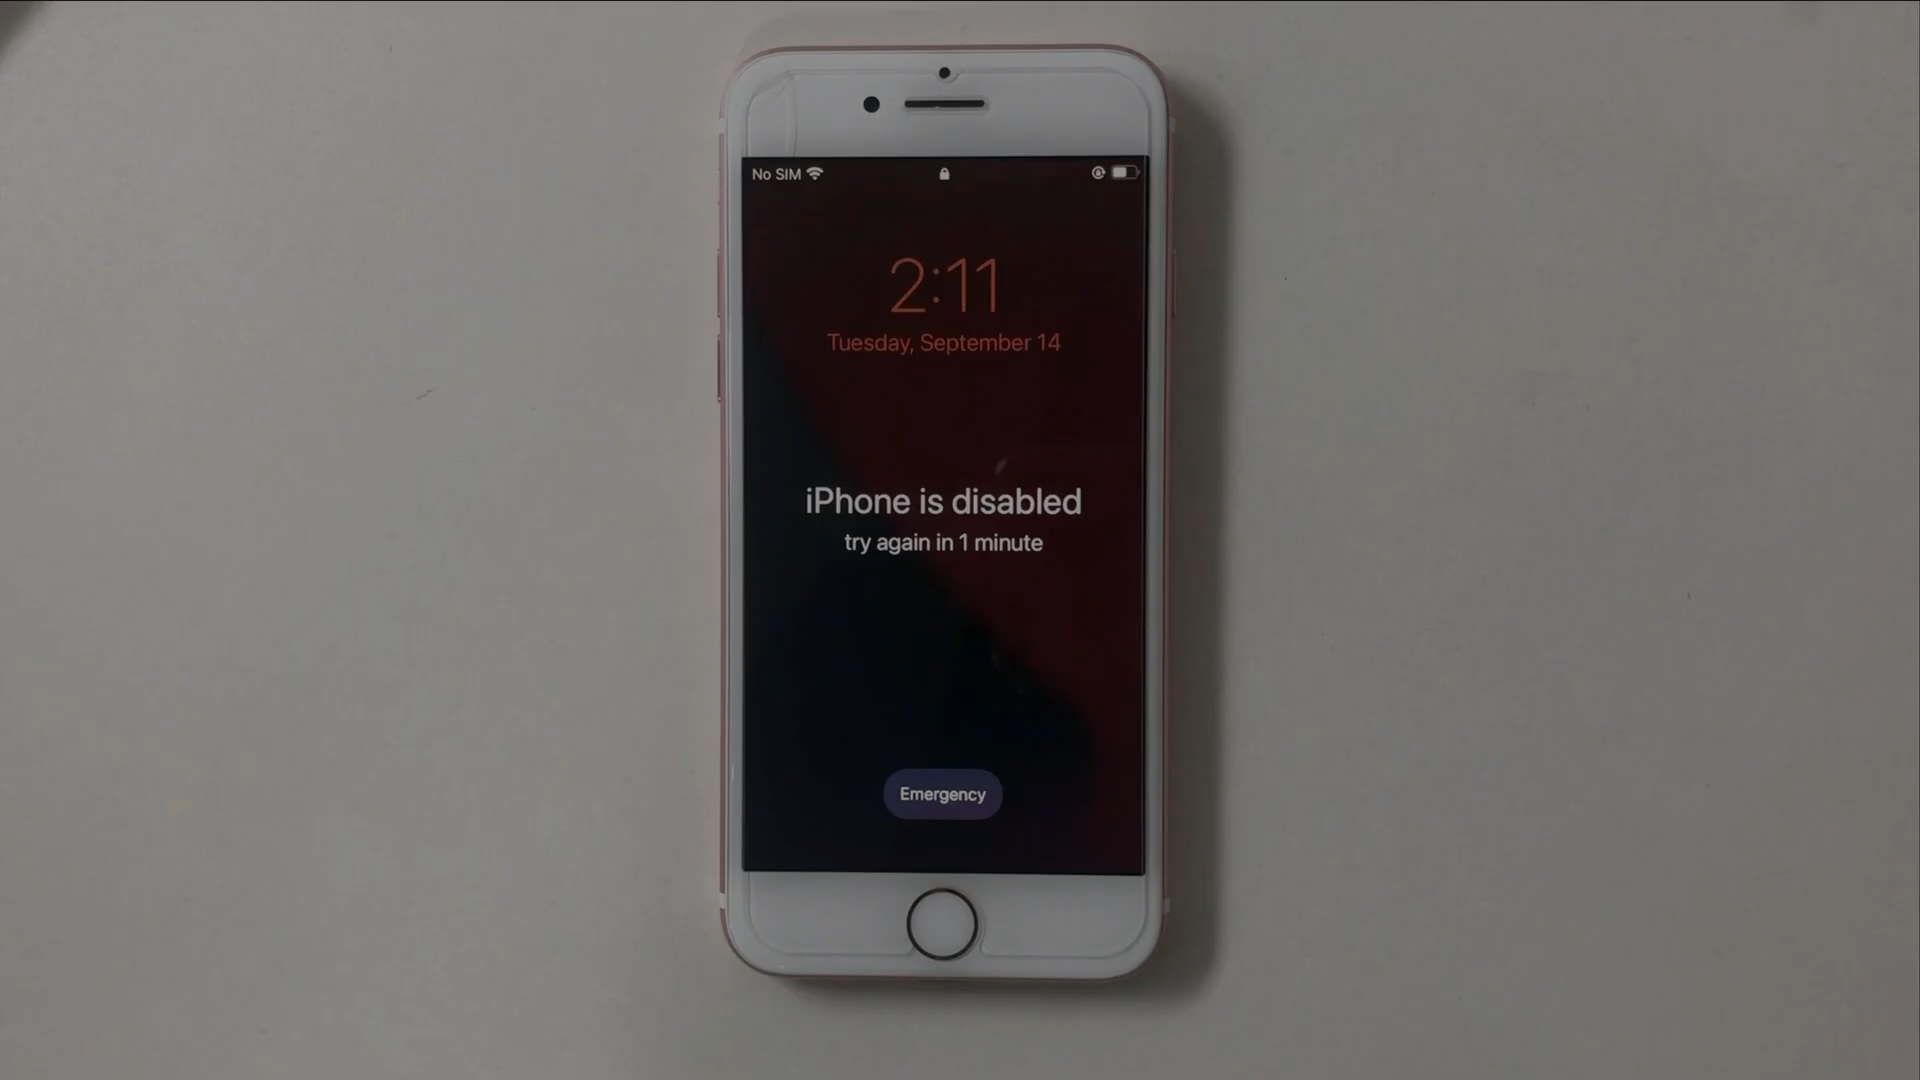 No SIM
2:11
Tuesday, September 14
iPhone is disabled
try again in 1 minute
Emergency